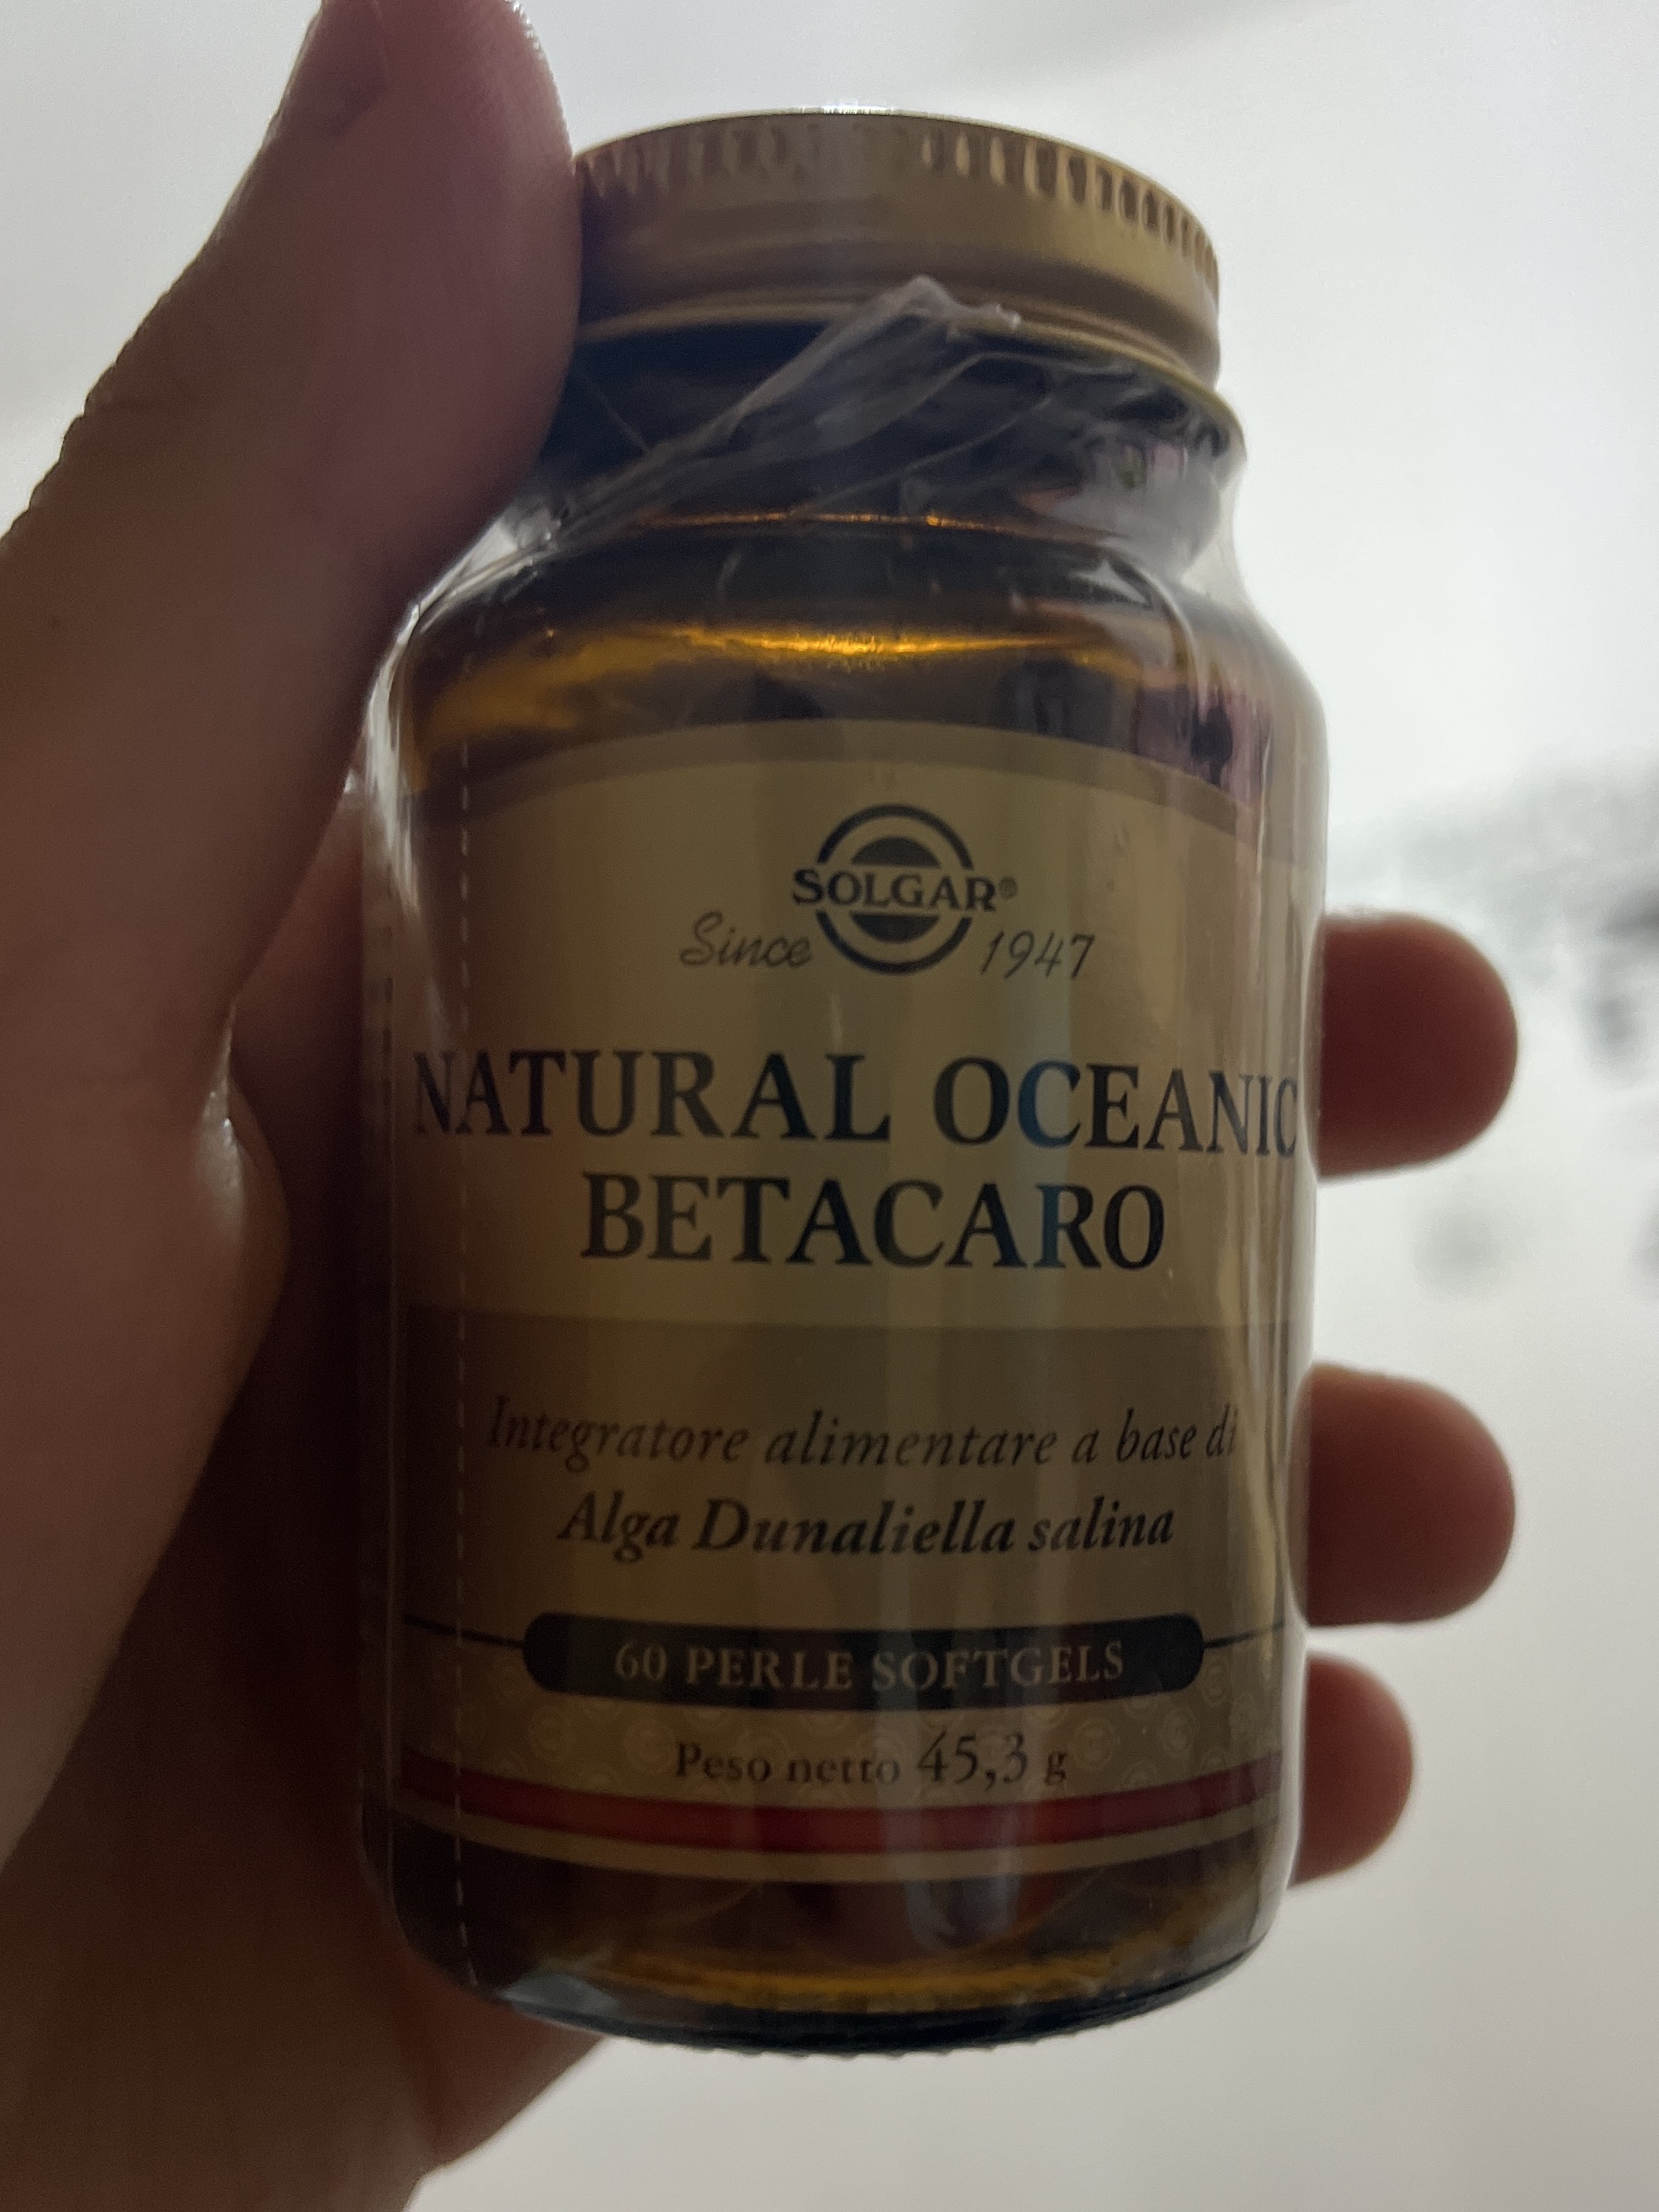 SOLGAR®
Since 1947
NATURAL OCEANIC
BETACARO
Integratore alimentare a base di
Alga Dunaliella salina
60 PERLE SOFTGELS
Peso netto 45,3 g